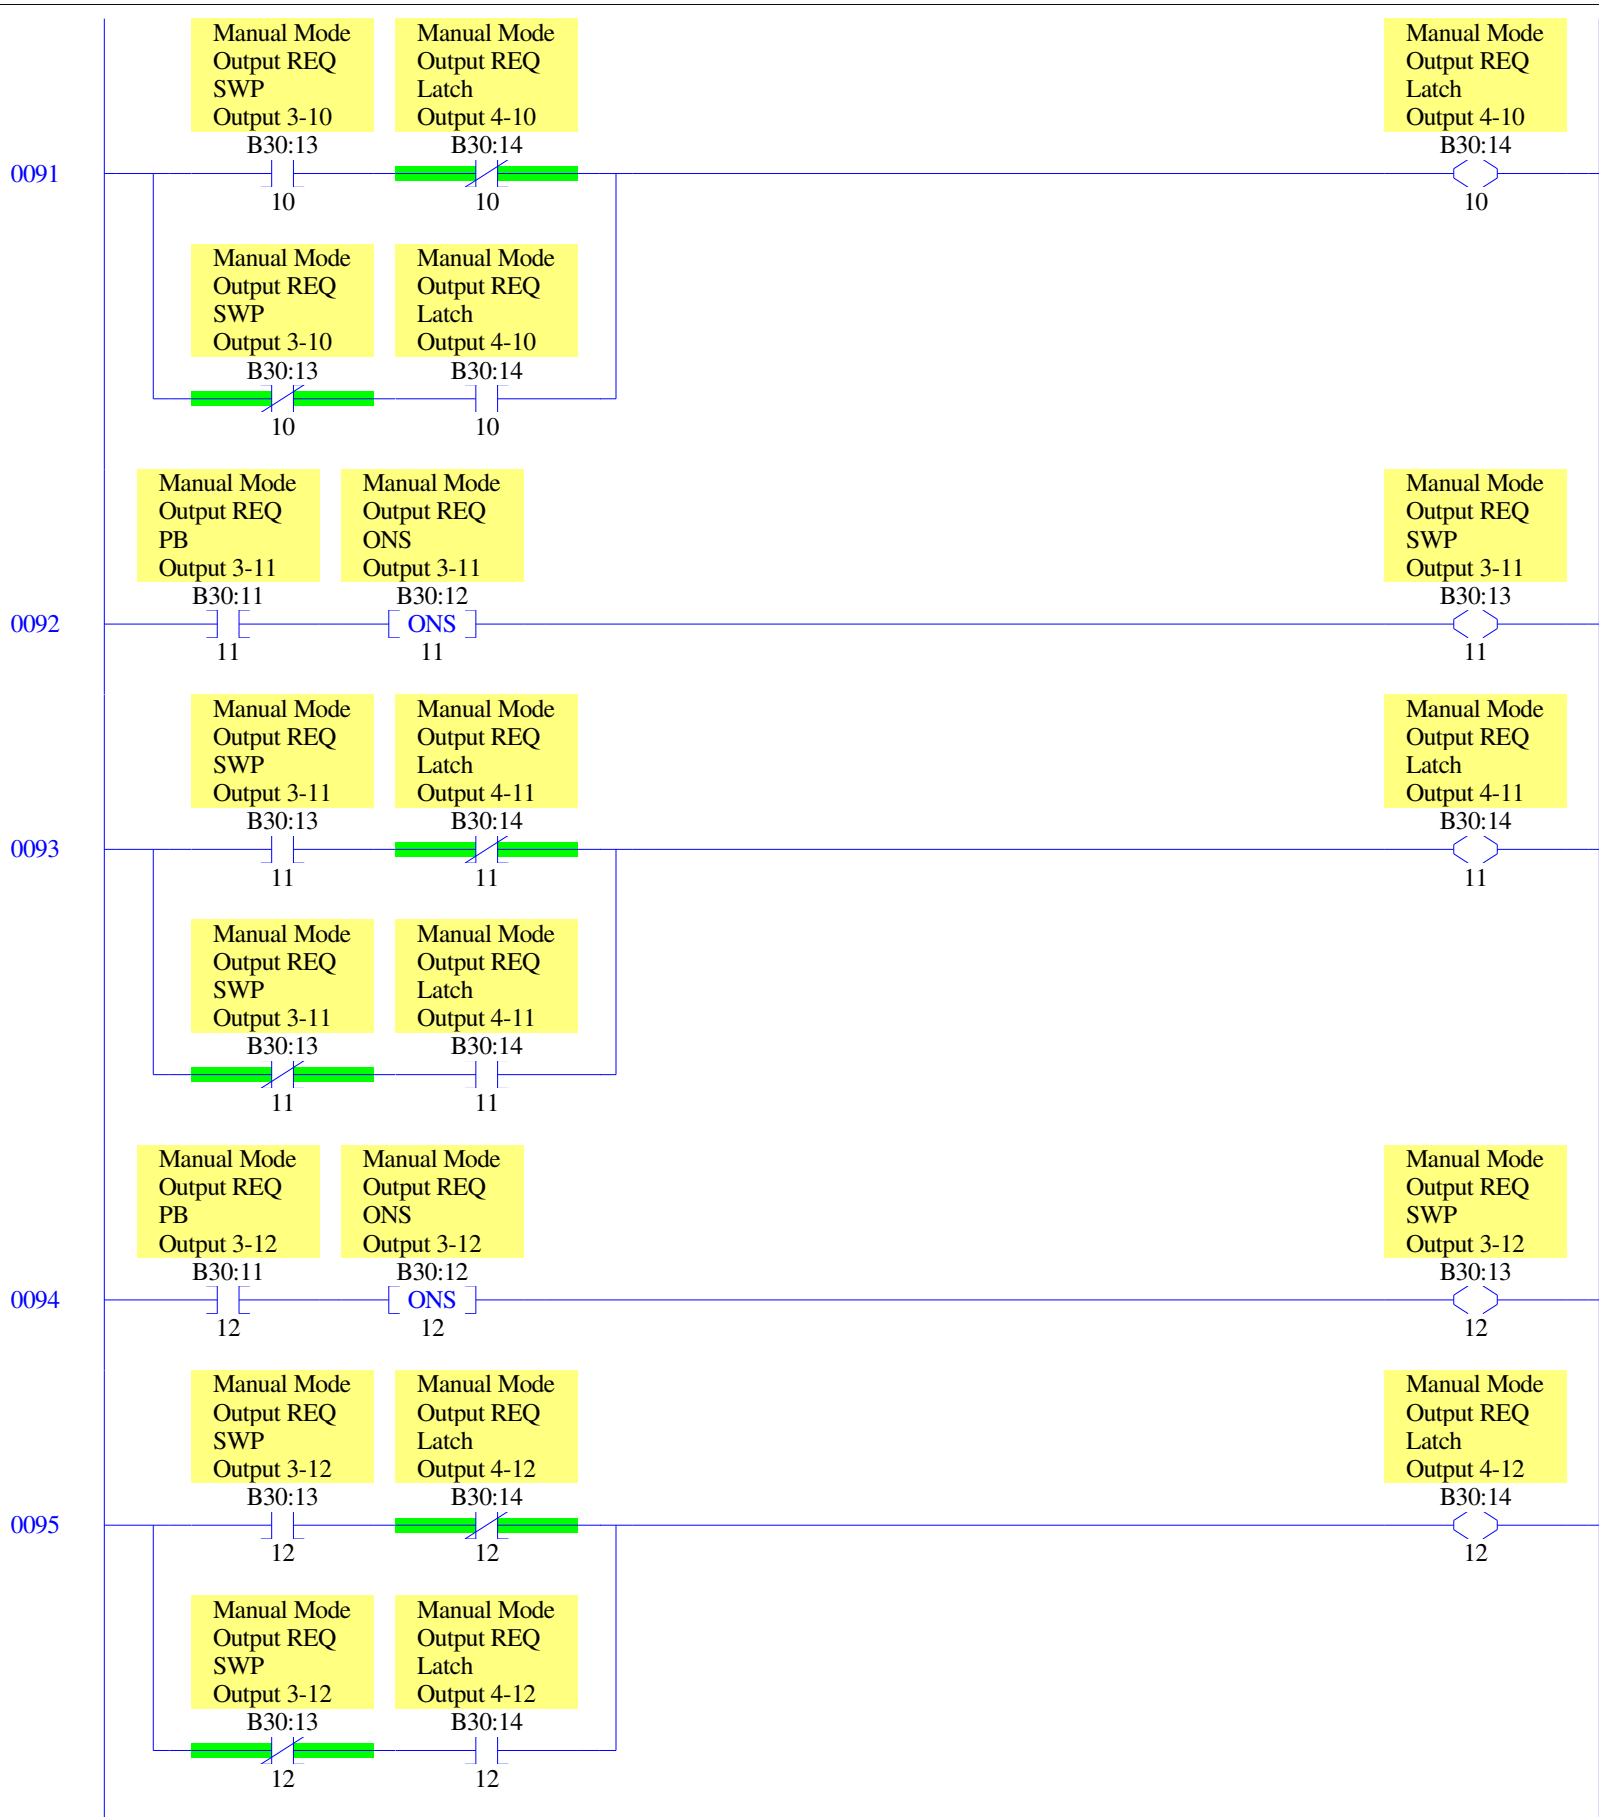 Manual Mode
Output REQ
SWP
Output 3-10
B30:13
10
Manual Mode
Output REQ
Latch
Output 4-10
B30:14
10
Manual Mode
Output REQ
Latch
Output 4-10
B30:14
10
0091
Manual Mode
Output REQ
SWP
Output 3-10
B30:13
10
Manual Mode
Output REQ
Latch
Output 4-10
B30:14
10
Manual Mode
Output REQ
PB
Output 3-11
B30:11
11
Manual Mode
Output REQ
ONS
Output 3-11
B30:12
ONS
11
Manual Mode
Output REQ
SWP
Output 3-11
B30:13
11
0092
Manual Mode
Output REQ
SWP
Output 3-11
B30:13
11
Manual Mode
Output REQ
Latch
Output 4-11
B30:14
11
Manual Mode
Output REQ
Latch
Output 4-11
B30:14
11
0093
Manual Mode
Output REQ
SWP
Output 3-11
B30:13
11
Manual Mode
Output REQ
Latch
Output 4-11
B30:14
11
Manual Mode
Output REQ
PB
Output 3-12
B30:11
12
Manual Mode
Output REQ
ONS
Output 3-12
B30:12
ONS
12
Manual Mode
Output REQ
SWP
Output 3-12
B30:13
12
0094
Manual Mode
Output REQ
SWP
Output 3-12
B30:13
12
Manual Mode
Output REQ
Latch
Output 4-12
B30:14
12
Manual Mode
Output REQ
Latch
Output 4-12
B30:14
12
0095
Manual Mode
Output REQ
SWP
Output 3-12
B30:13
12
Manual Mode
Output REQ
Latch
Output 4-12
B30:14
12